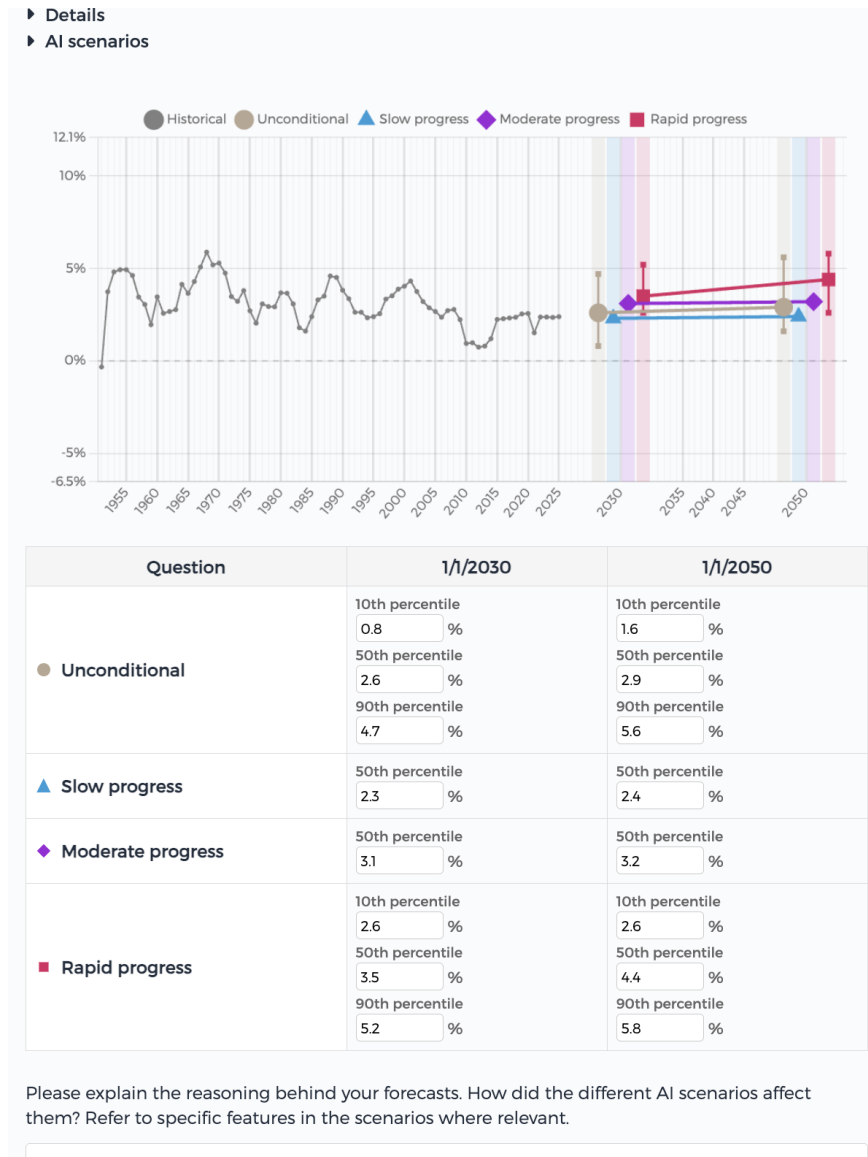 Details
AI scenarios
Historical Unconditional Slow progress Moderate progress Rapid progress
12.1%
10%
5%
0%
-5%
-6.5%
1955 1960 1965 1970 1975 1980 1985 1990 1995 2000 2005 2010 2015 2020 2025 2030 2035 2040 2045 2050
Question 1/1/2030 1/1/2050
Unconditional
10th percentile
0.8 %
50th percentile
2.6 %
90th percentile
4.7 %
10th percentile
1.6 %
50th percentile
2.9 %
90th percentile
5.6 %
Slow progress
50th percentile
2.3 %
50th percentile
2.4 %
Moderate progress
50th percentile
3.1 %
50th percentile
3.2 %
Rapid progress
10th percentile
2.6 %
50th percentile
3.5 %
90th percentile
5.2 %
10th percentile
2.6 %
50th percentile
4.4 %
90th percentile
5.8 %
Please explain the reasoning behind your forecasts. How did the different AI scenarios affect
them? Refer to specific features in the scenarios where relevant.